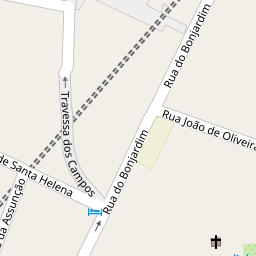 Rua do Bonjardim
Travessa dos Campos
Rua João de Oliveira
Rua do Bonjardim
de Santa Helena
da Assunção